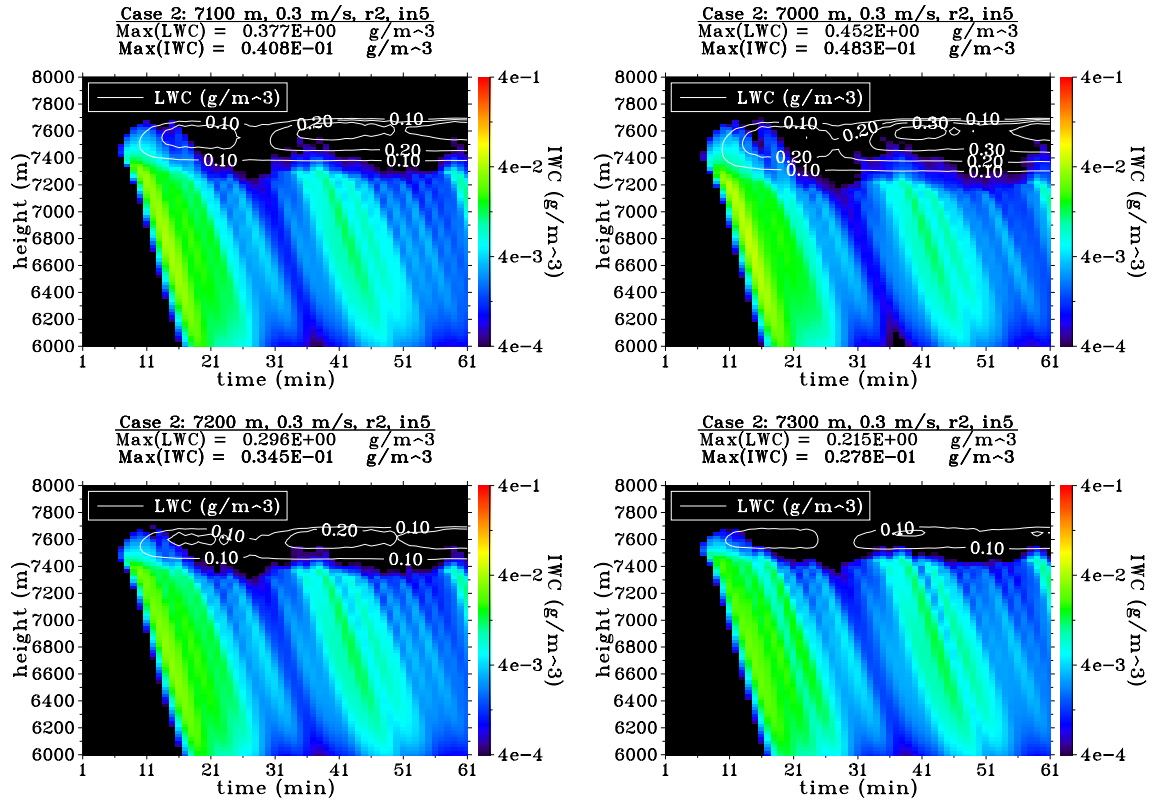 Case 2: 7100 m, 0.3 m/s, r2, in5
Max(LWC) = 0.377E+00 g/m^3
Max(IWC) = 0.408E-01 g/m^3
LWC (g/m^3)
8000
7800
7600
7400
7200
7000
6800
6600
6400
6200
6000
height (m)
0.10
0.20
0.10
0.10
0.20
0.10
1 11 21 31 41 51 61
time (min)
4e-1
4e-2
4e-3
4e-4
IWC (g/m^3)
Case 2: 7000 m, 0.3 m/s, r2, in5
Max(LWC) = 0.452E+00 g/m^3
Max(IWC) = 0.483E-01 g/m^3
LWC (g/m^3)
8000
7800
7600
7400
7200
7000
6800
6600
6400
6200
6000
height (m)
0.10
0.20
0.30
0.10
0.20
0.10
0.30
0.20
0.10
1 11 21 31 41 51 61
time (min)
4e-1
4e-2
4e-3
4e-4
IWC (g/m^3)
Case 2: 7200 m, 0.3 m/s, r2, in5
Max(LWC) = 0.296E+00 g/m^3
Max(IWC) = 0.345E-01 g/m^3
LWC (g/m^3)
8000
7800
7600
7400
7200
7000
6800
6600
6400
6200
6000
height (m)
0.10
0.20
0.10
0.10
0.10
1 11 21 31 41 51 61
time (min)
4e-1
4e-2
4e-3
4e-4
IWC (g/m^3)
Case 2: 7300 m, 0.3 m/s, r2, in5
Max(LWC) = 0.215E+00 g/m^3
Max(IWC) = 0.278E-01 g/m^3
LWC (g/m^3)
8000
7800
7600
7400
7200
7000
6800
6600
6400
6200
6000
height (m)
0.10
0.10
1 11 21 31 41 51 61
time (min)
4e-1
4e-2
4e-3
4e-4
IWC (g/m^3)